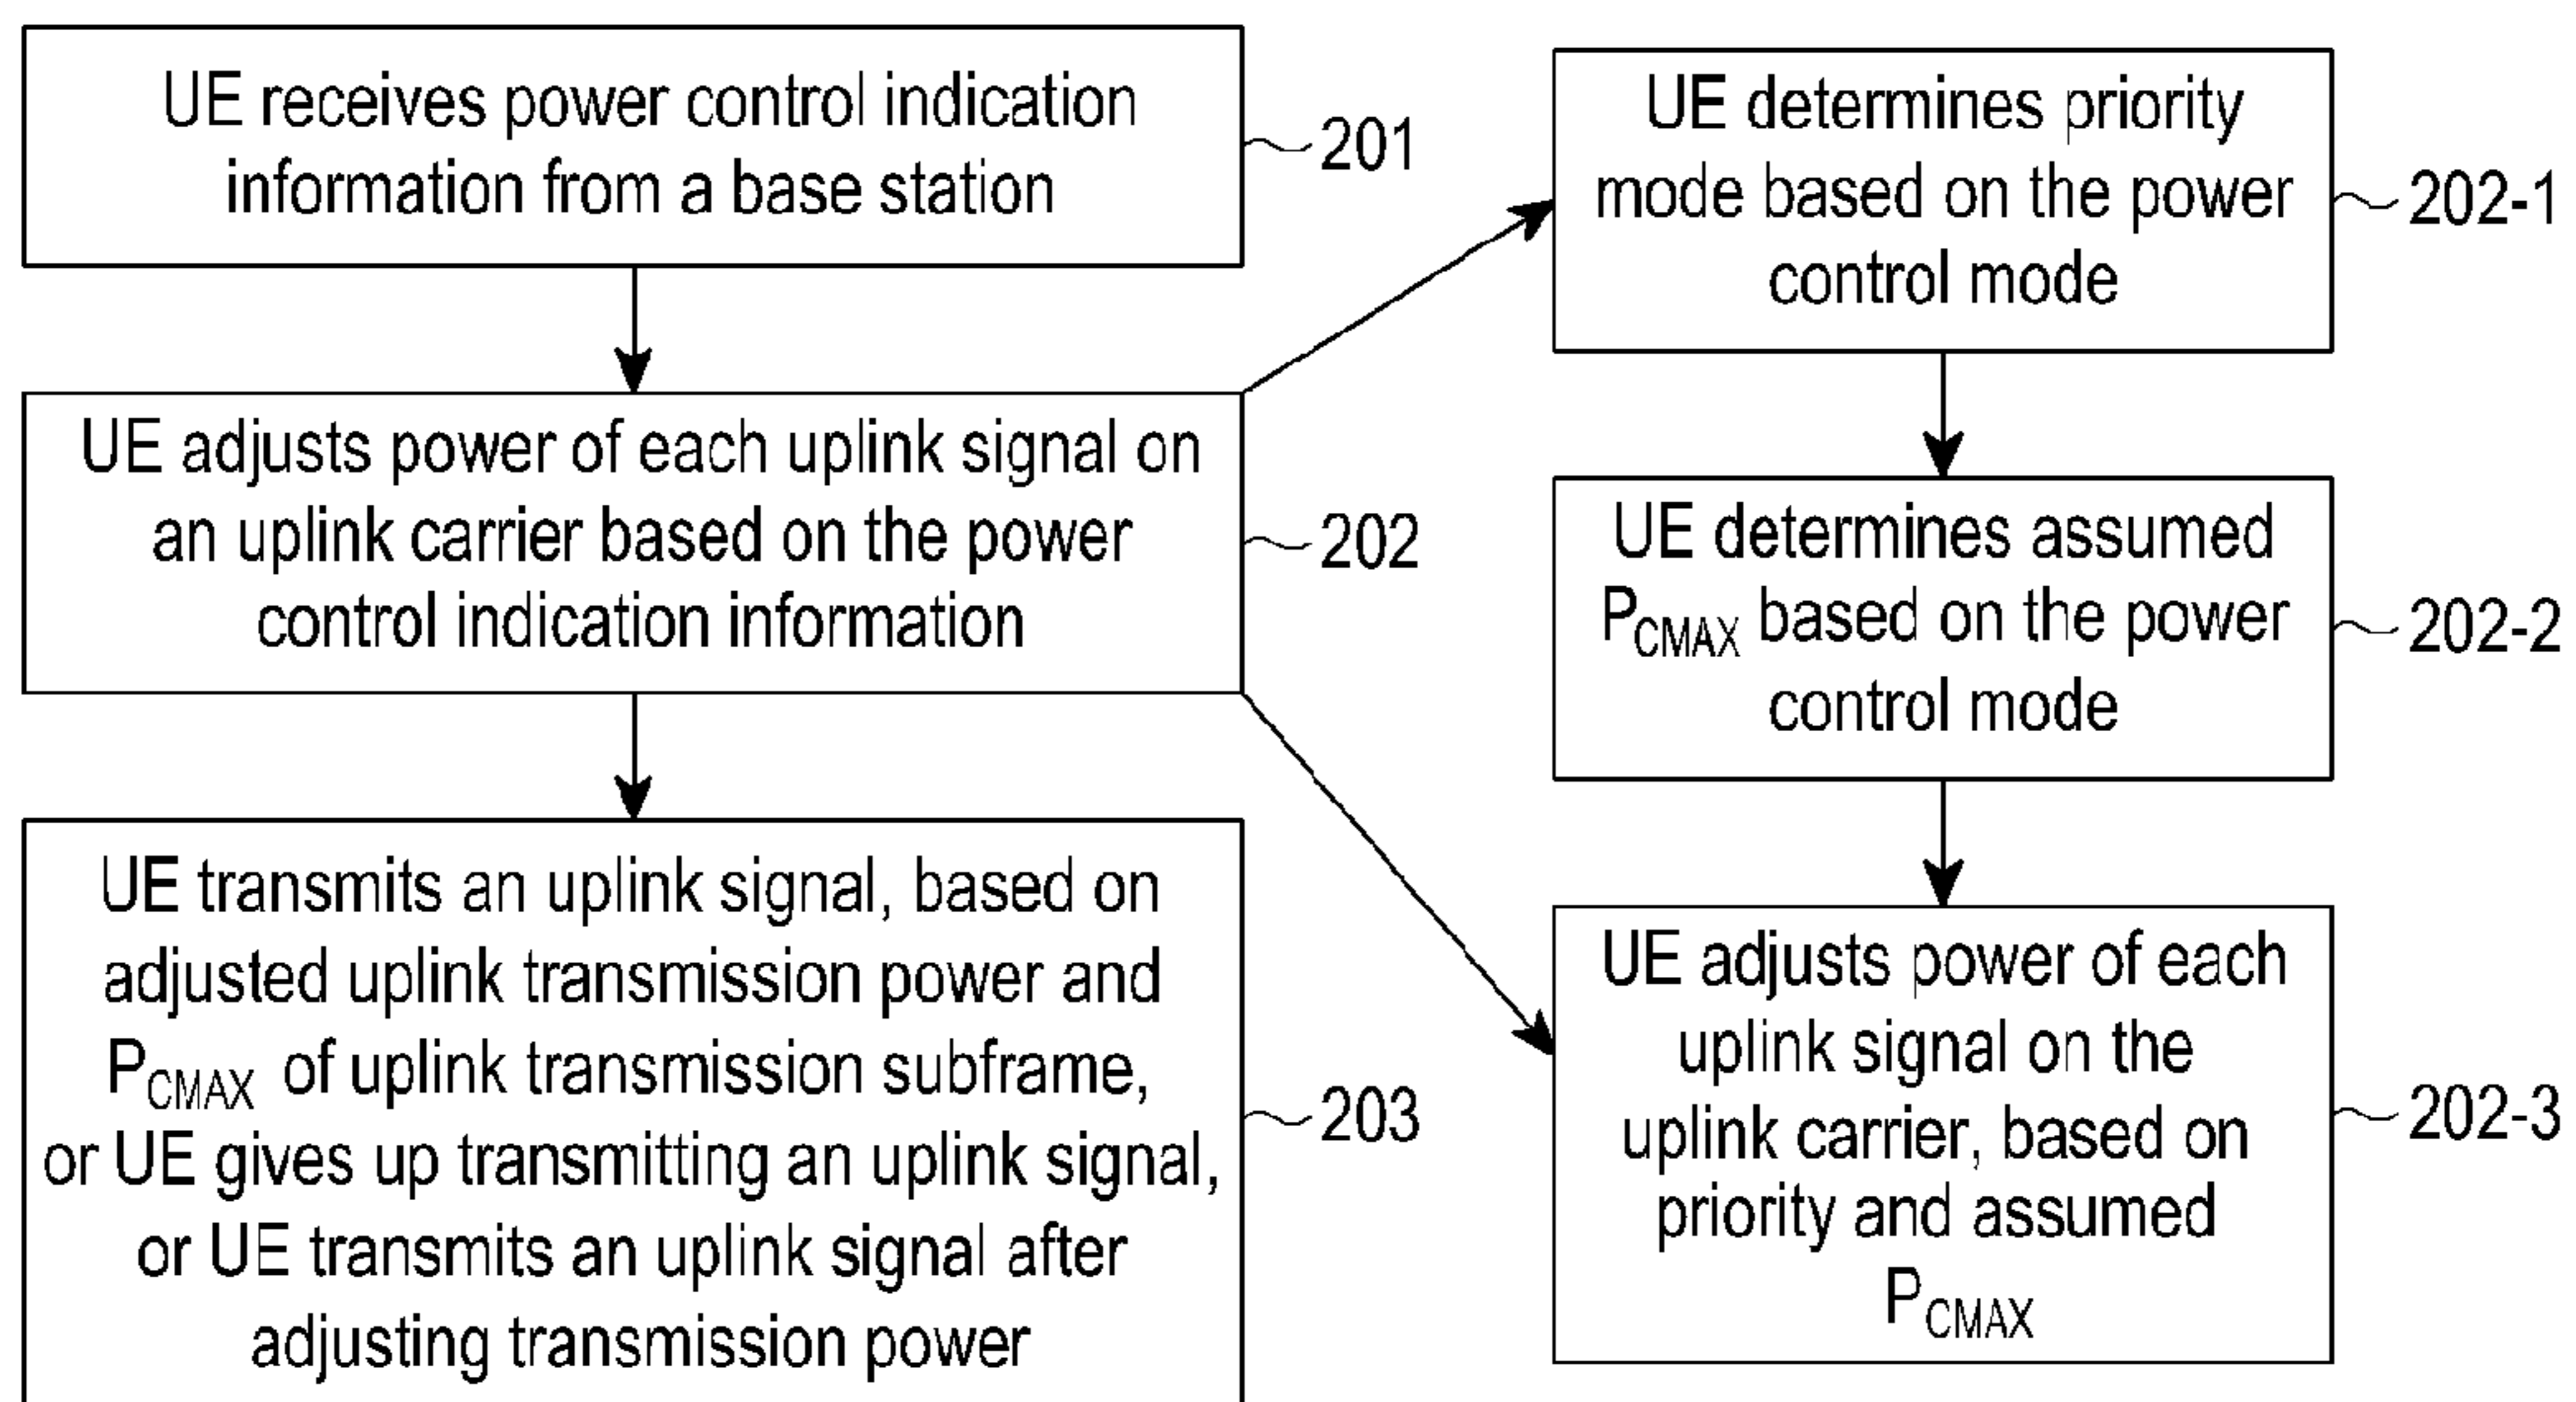 UE receives power control indication
information from a base station
201
UE adjusts power of each uplink signal on
an uplink carrier based on the power
control indication information
202
UE transmits an uplink signal, based on
adjusted uplink transmission power and
PCMAX of uplink transmission subframe,
or UE gives up transmitting an uplink signal,
or UE transmits an uplink signal after
adjusting transmission power
203
UE determines priority
mode based on the power
control mode
202-1
UE determines assumed
PCMAX based on the power
control mode
202-2
UE adjusts power of each
uplink signal on the
uplink carrier, based on
priority and assumed
PCMAX
202-3